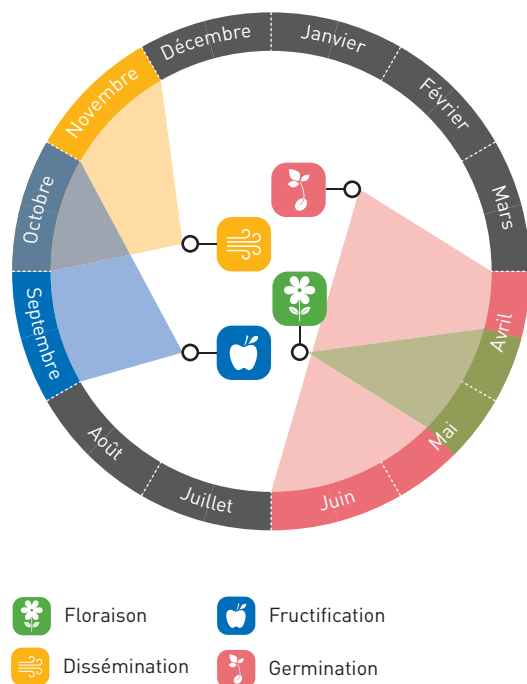 Janvier
Février
Mars
Avril
Mai
Juin
Juillet
Août
Septembre
Octobre
Novembre
Décembre
Floraison
Fructification
Dissémination
Germination